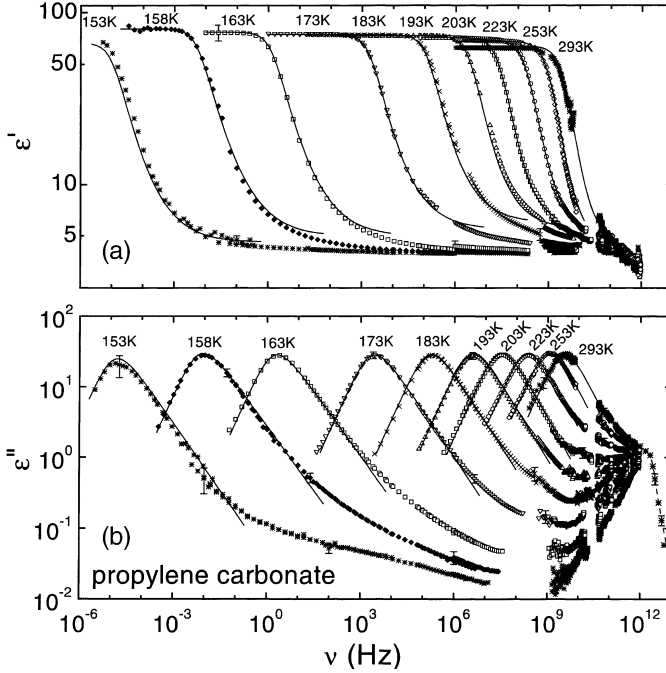 100
50
10
5
ε'
153K
158K
163K
173K
183K
193K
203K
223K
253K
293K
(a)
10²
10¹
10⁰
10⁻¹
10⁻²
ε"
153K
158K
163K
173K
183K
193K
203K
223K
253K
293K
(b)
propylene carbonate
10⁻⁶ 10⁻³ 10⁰ 10³ 10⁶ 10⁹ 10¹²
ν (Hz)